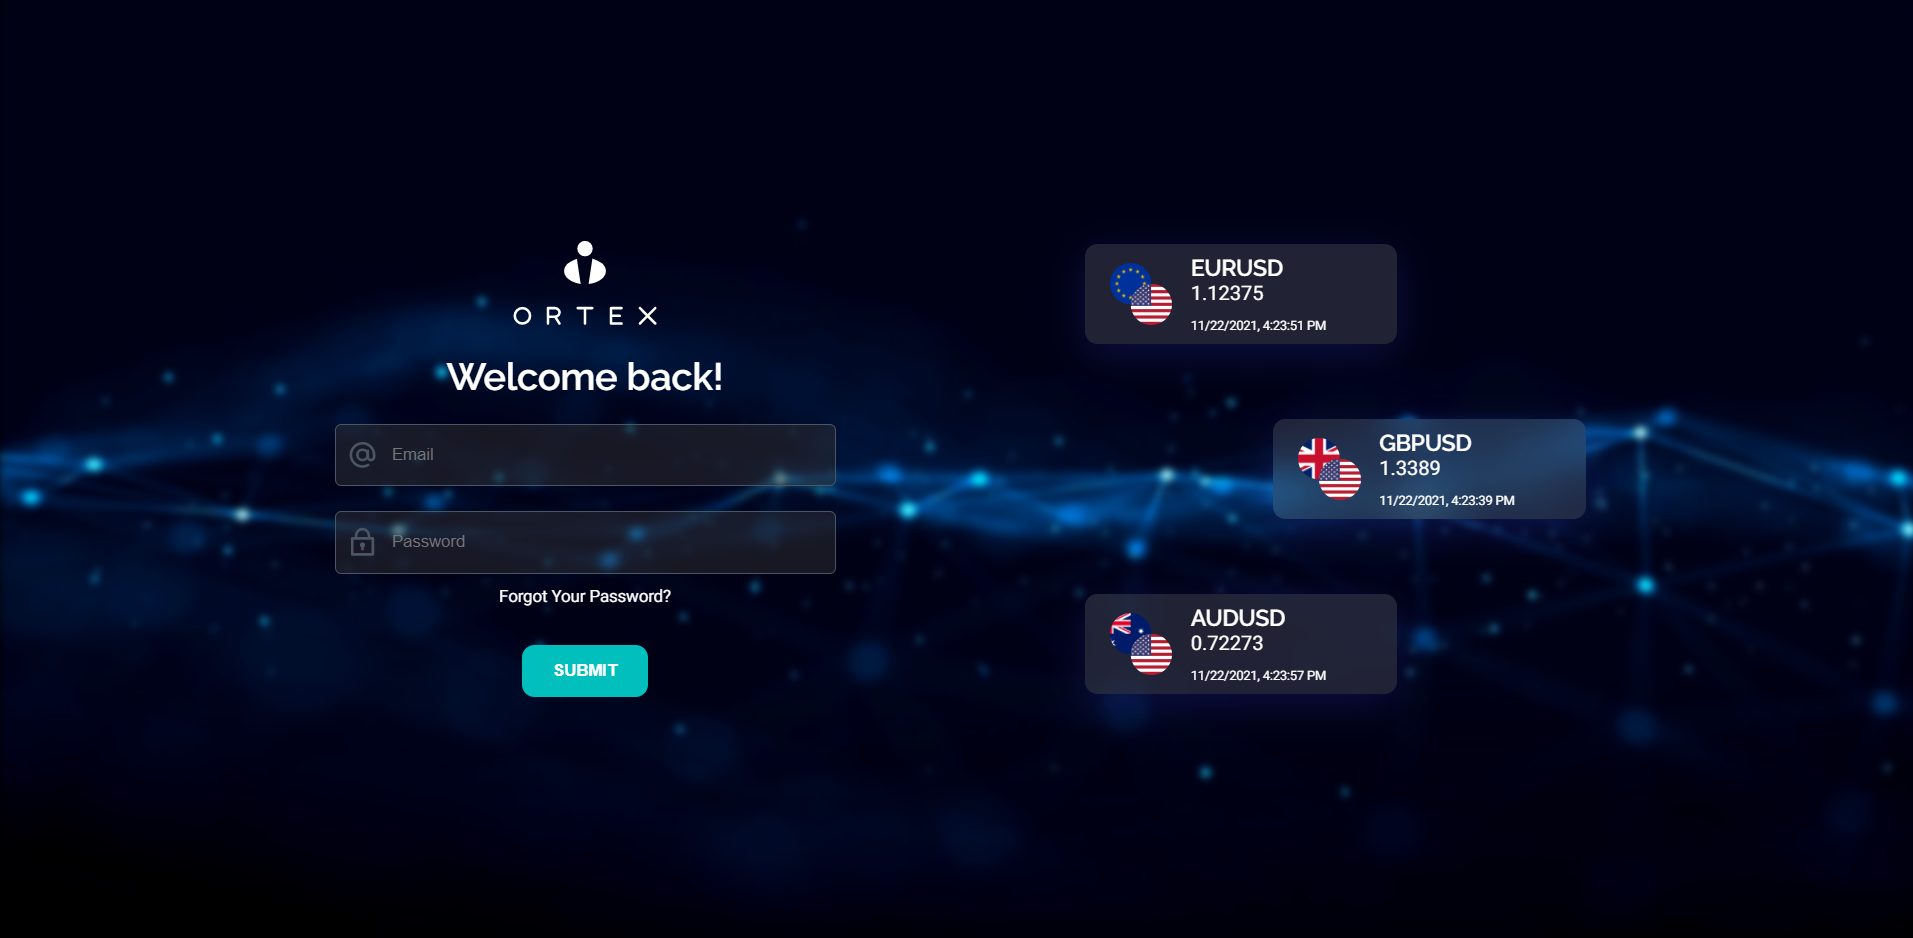 ORTEX
Welcome back!
Email
Password
Forgot Your Password?
SUBMIT
EURUSD
1.12375
11/22/2021, 4:23:51 PM
GBPUSD
1.3389
11/22/2021, 4:23:39 PM
AUDUSD
0.72273
11/22/2021, 4:23:57 PM